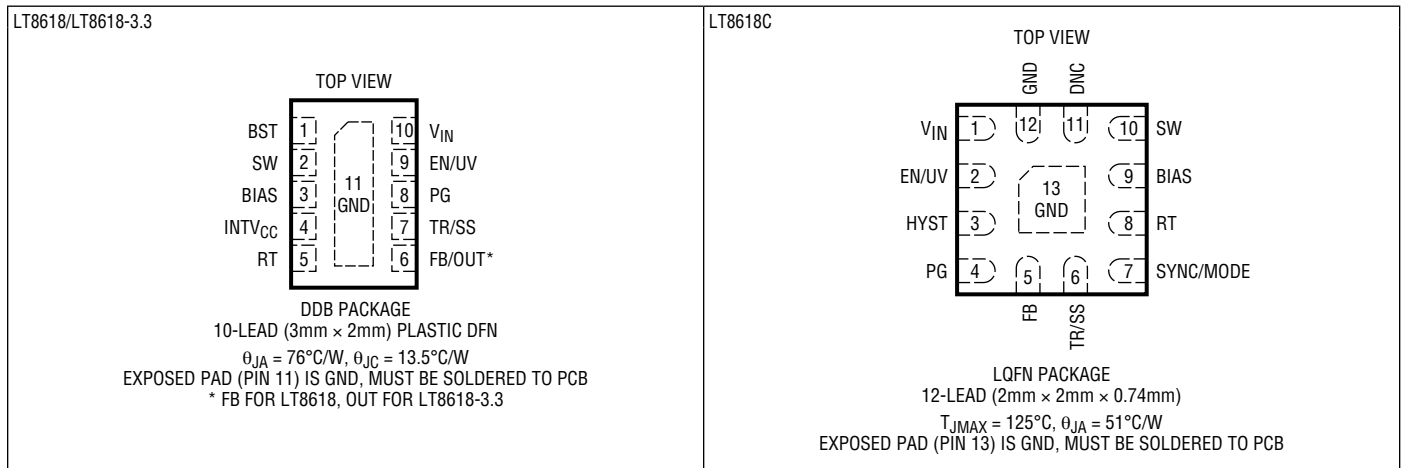 LT8618/LT8618-3.3
TOP VIEW
BST 1
SW 2
BIAS 3
INTVCC 4
RT 5
11
GND
10 VIN
9 EN/UV
8 PG
7 TR/SS
6 FB/OUT*
DDB PACKAGE
10-LEAD (3mm × 2mm) PLASTIC DFN
θJA = 76°C/W, θJC = 13.5°C/W
EXPOSED PAD (PIN 11) IS GND, MUST BE SOLDERED TO PCB
* FB FOR LT8618, OUT FOR LT8618-3.3
LT8618C
TOP VIEW
GND
DNC
12
11
VIN 1
EN/UV 2
HYST 3
PG 4
13
GND
10 SW
9 BIAS
8 RT
7 SYNC/MODE
5
6
FB
TR/SS
LQFN PACKAGE
12-LEAD (2mm × 2mm × 0.74mm)
TJMAX = 125°C, θJA = 51°C/W
EXPOSED PAD (PIN 13) IS GND, MUST BE SOLDERED TO PCB